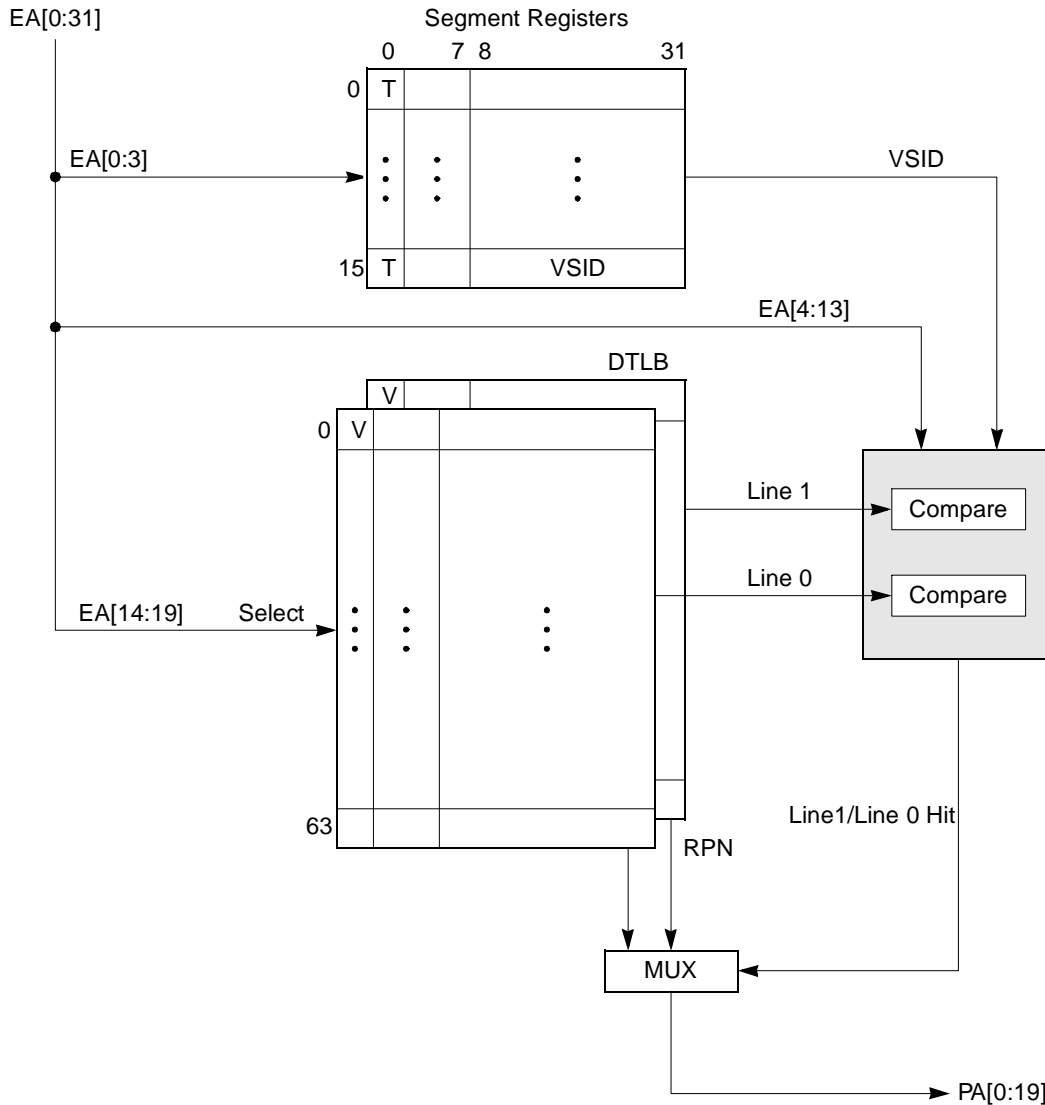 EA[0:31]
Segment Registers
0 7 8 31
0 T
EA[0:3]
VSID
15 T VSID
EA[4:13]
DTLB
V
0 V
Line 1
Compare
Line 0
Compare
EA[14:19] Select
63
Line1/Line 0 Hit
RPN
MUX
PA[0:19]